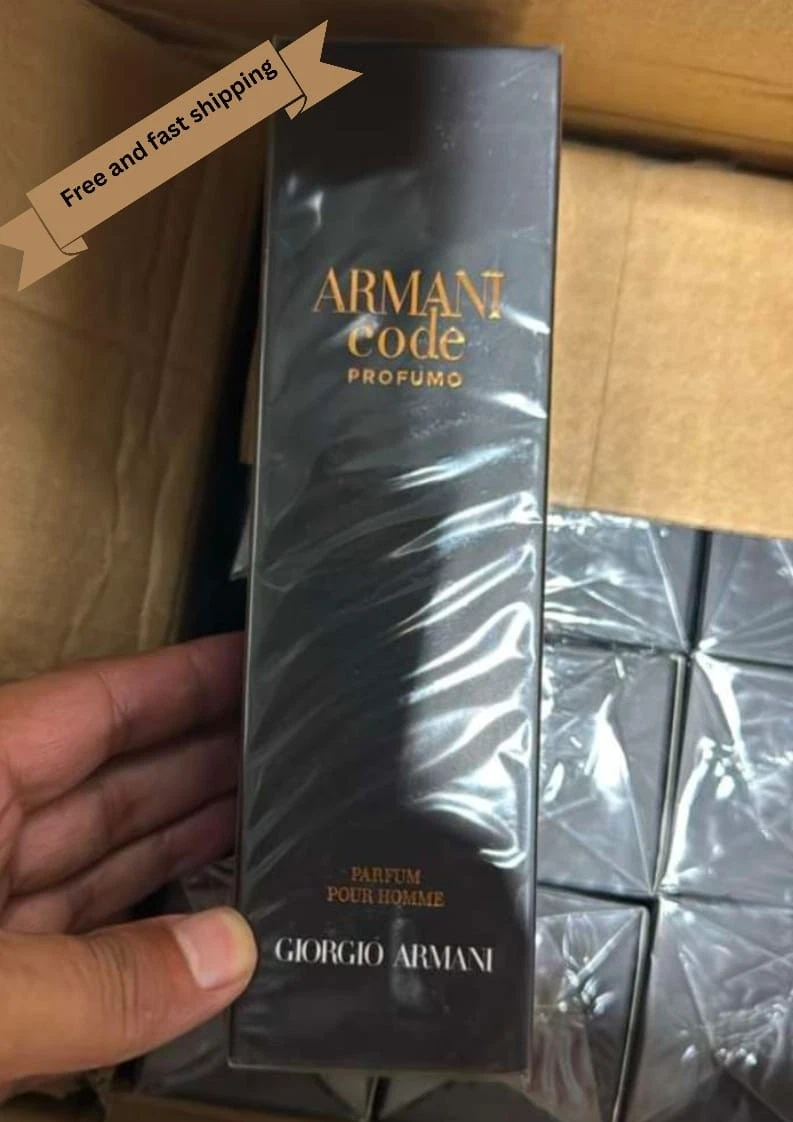 Free and fast shipping
ARMANI
code
PROFUMO
PARFUM
POUR HOMME
GIORGIO ARMANI